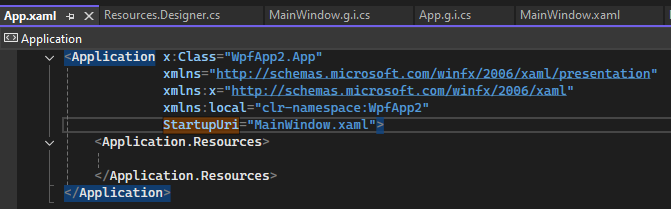 App.xaml
Resources.Designer.cs
MainWindow.g.i.cs
App.g.i.cs
MainWindow.xaml
Application
<Application x:Class="WpfApp2.App"
xmlns="http://schemas.microsoft.com/winfx/2006/xaml/presentation"
xmlns:x="http://schemas.microsoft.com/winfx/2006/xaml"
xmlns:local="clr-namespace:WpfApp2"
StartupUri="MainWindow.xaml">
<Application.Resources>
</Application.Resources>
</Application>